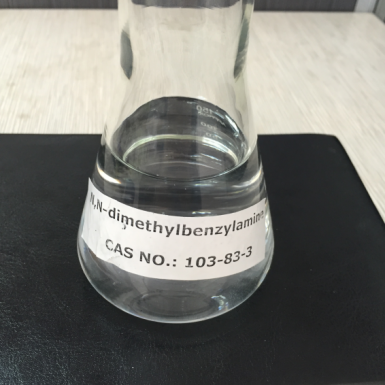 N,N-dimethylbenzylamine
CAS NO.: 103-83-3